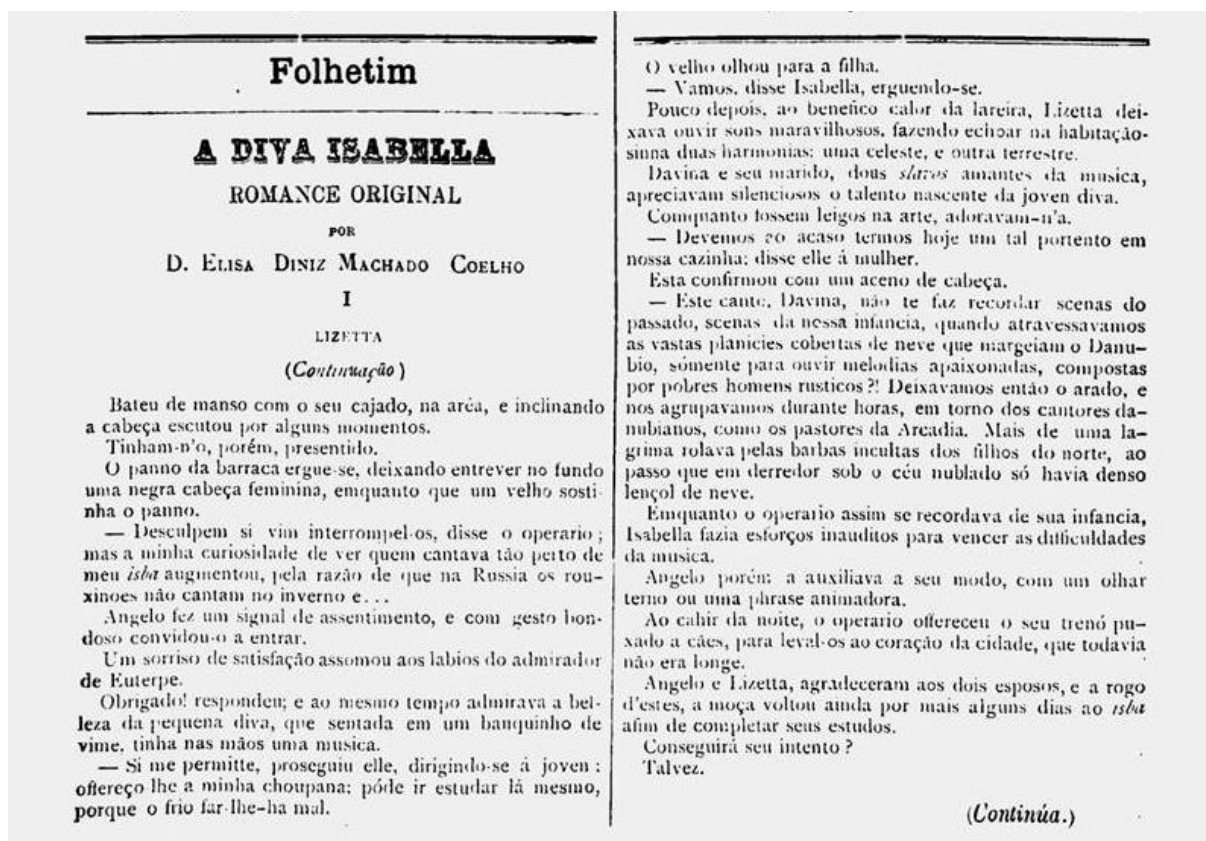 Folhetim
A DIVA ISABELLA
ROMANCE ORIGINAL
POR
D. ELISA DINIZ MACHADO COELHO
I
LIZETTA
(Continuação)
Bateu de manso com o seu cajado, na aréa, e inclinando
a cabeça escutou por alguns momentos.
Tinham-n'o, porém, presentido.
O panno da barraca ergue-se, deixando entrever no fundo
uma negra cabeça feminina, emquanto que um velho sosti-
nha o panno.
— Desculpem si vim interrompel-os, disse o operario;
mas a minha curiosidade de ver quem cantava tão perto de
meu isba augmentou, pela razão de que na Russia os rou-
xinoes não cantam no inverno e...
Angelo fez um signal de assentimento, e com gesto bon-
doso convidou-o a entrar.
Um sorriso de satisfação assomou aos labios do admirador
de Euterpe.
Obrigado! respondeu; e ao mesmo tempo admirava a bel-
leza da pequena diva, que sentada em um banquinho de
vime, tinha nas mãos uma musica.
— Si me permitte, proseguiu elle, dirigindo-se á joven:
offereço-lhe a minha choupana; póde ir estudar lá mesmo,
porque o frio far-lhe-ha mal.
O velho olhou para a filha.
— Vamos, disse Isabella, erguendo-se.
Pouco depois, ao benefico calor da lareira, Lizetta dei-
xava ouvir sons maravilhosos, fazendo echoar na habitação-
sinna duas harmonias: uma celeste, e outra terrestre.
Davina e seu marido, dous slavos amantes da musica,
apreciavam silenciosos o talento nascente da joven diva.
Comquanto fossem leigos na arte, adoravam-n'a.
— Devemos ao acaso termos hoje um tal portento em
nossa cazinha; disse elle á mulher.
Esta confirmou com um aceno de cabeça.
— Este cante, Davina, não te faz recordar scenas do
passado, scenas da nossa infancia, quando atravessavamos
as vastas planicies cobertas de neve que margeiam o Danu-
bio, sómente para ouvir melodias apaixonadas, compostas
por pobres homens rusticos?! Deixavamos então o arado, e
nos agrupavamos durante horas, em torno dos cantores da-
nubianos, como os pastores da Arcadia. Mais de uma la-
grima rolava pelas barbas incultas dos filhos do norte, ao
passo que em derredor sob o céu nublado só havia denso
lençol de neve.
Emquanto o operario assim se recordava de sua infancia,
Isabella fazia esforços inauditos para vencer as difficuldades
da musica.
Angelo porém a auxiliava a seu modo, com um olhar
terno ou uma phrase animadora.
Ao cahir da noite, o operario offereceu o seu trenó pu-
xado a cães, para leval-os ao coração da cidade, que todavia
não era longe.
Angelo e Lizetta, agradeceram aos dois esposos, e a rogo
d'estes, a moça voltou ainda por mais alguns dias ao isba
afim de completar seus estudos.
Conseguirá seu intento?
Talvez.
(Continúa.)